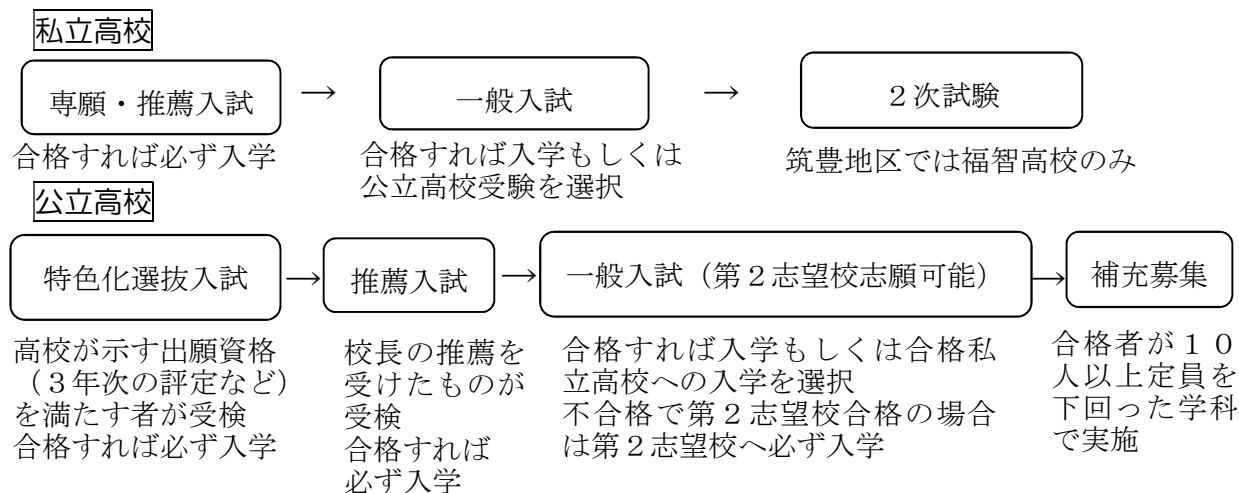 私立高校
専願・推薦入試 → 一般入試 → ２次試験
合格すれば必ず入学
合格すれば入学もしくは
公立高校受験を選択
筑豊地区では福智高校のみ
公立高校
特色化選抜入試 → 推薦入試 → 一般入試（第２志望校志願可能） → 補充募集
高校が示す出願資格
（３年次の評定など）
を満たす者が受検
合格すれば必ず入学
校長の推薦を
受けたものが
受検
合格すれば
必ず入学
合格すれば入学もしくは合格私
立高校への入学を選択
不合格で第２志望校合格の場合
は第２志望校へ必ず入学
合格者が１０
人以上定員を
下回った学科
で実施